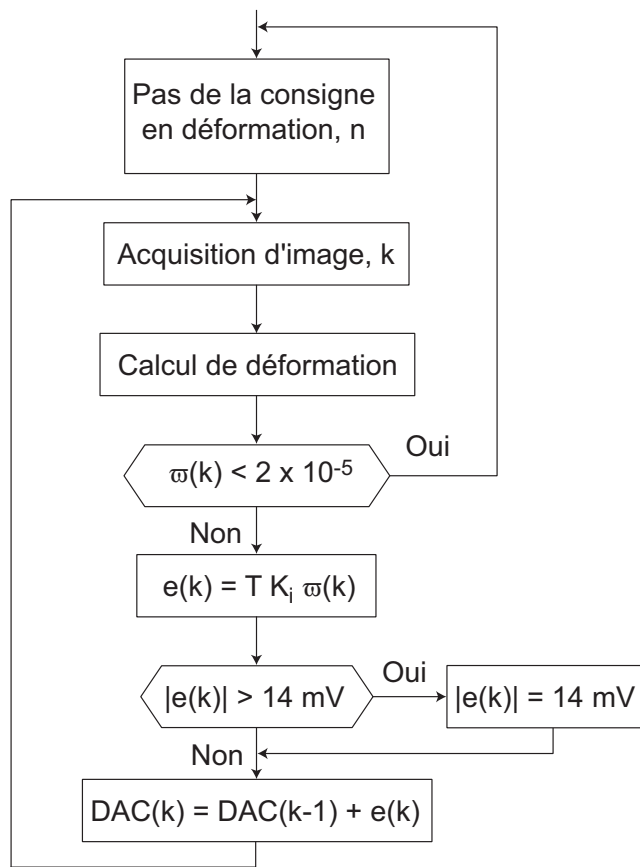 Pas de la consigne
en déformation, n
Acquisition d'image, k
Calcul de déformation
Oui
ϖ(k) < 2 x 10⁻⁵
Non
e(k) = T Kᵢ ϖ(k)
Oui
|e(k)| > 14 mV
|e(k)| = 14 mV
Non
DAC(k) = DAC(k-1) + e(k)